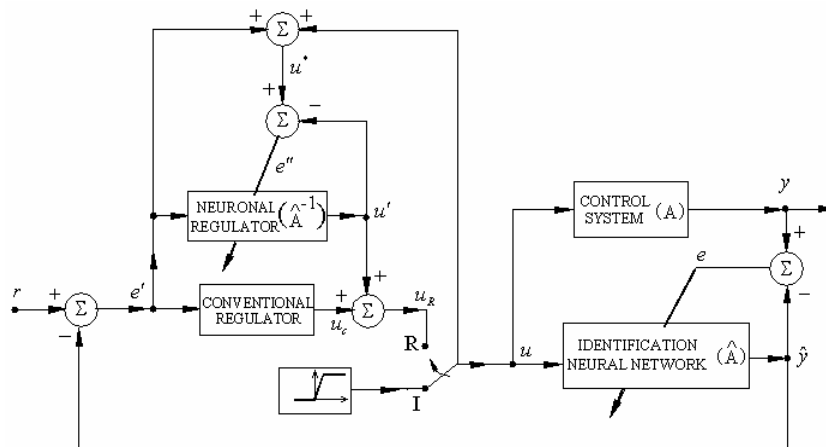 + Σ +
u*
+ Σ −
e"
NEURONAL
REGULATOR (Â⁻¹)
u'
CONTROL
SYSTEM (A)
y
+
e
Σ
−
r + Σ e'
−
CONVENTIONAL
REGULATOR
+
+ Σ
u_c
u_R
R
I
u
IDENTIFICATION
NEURAL NETWORK (Â)
ŷ